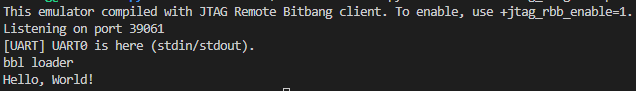 This emulator compiled with JTAG Remote Bitbang client. To enable, use +jtag_rbb_enable=1.
Listening on port 39061
[UART] UART0 is here (stdin/stdout).
bbl loader
Hello, World!